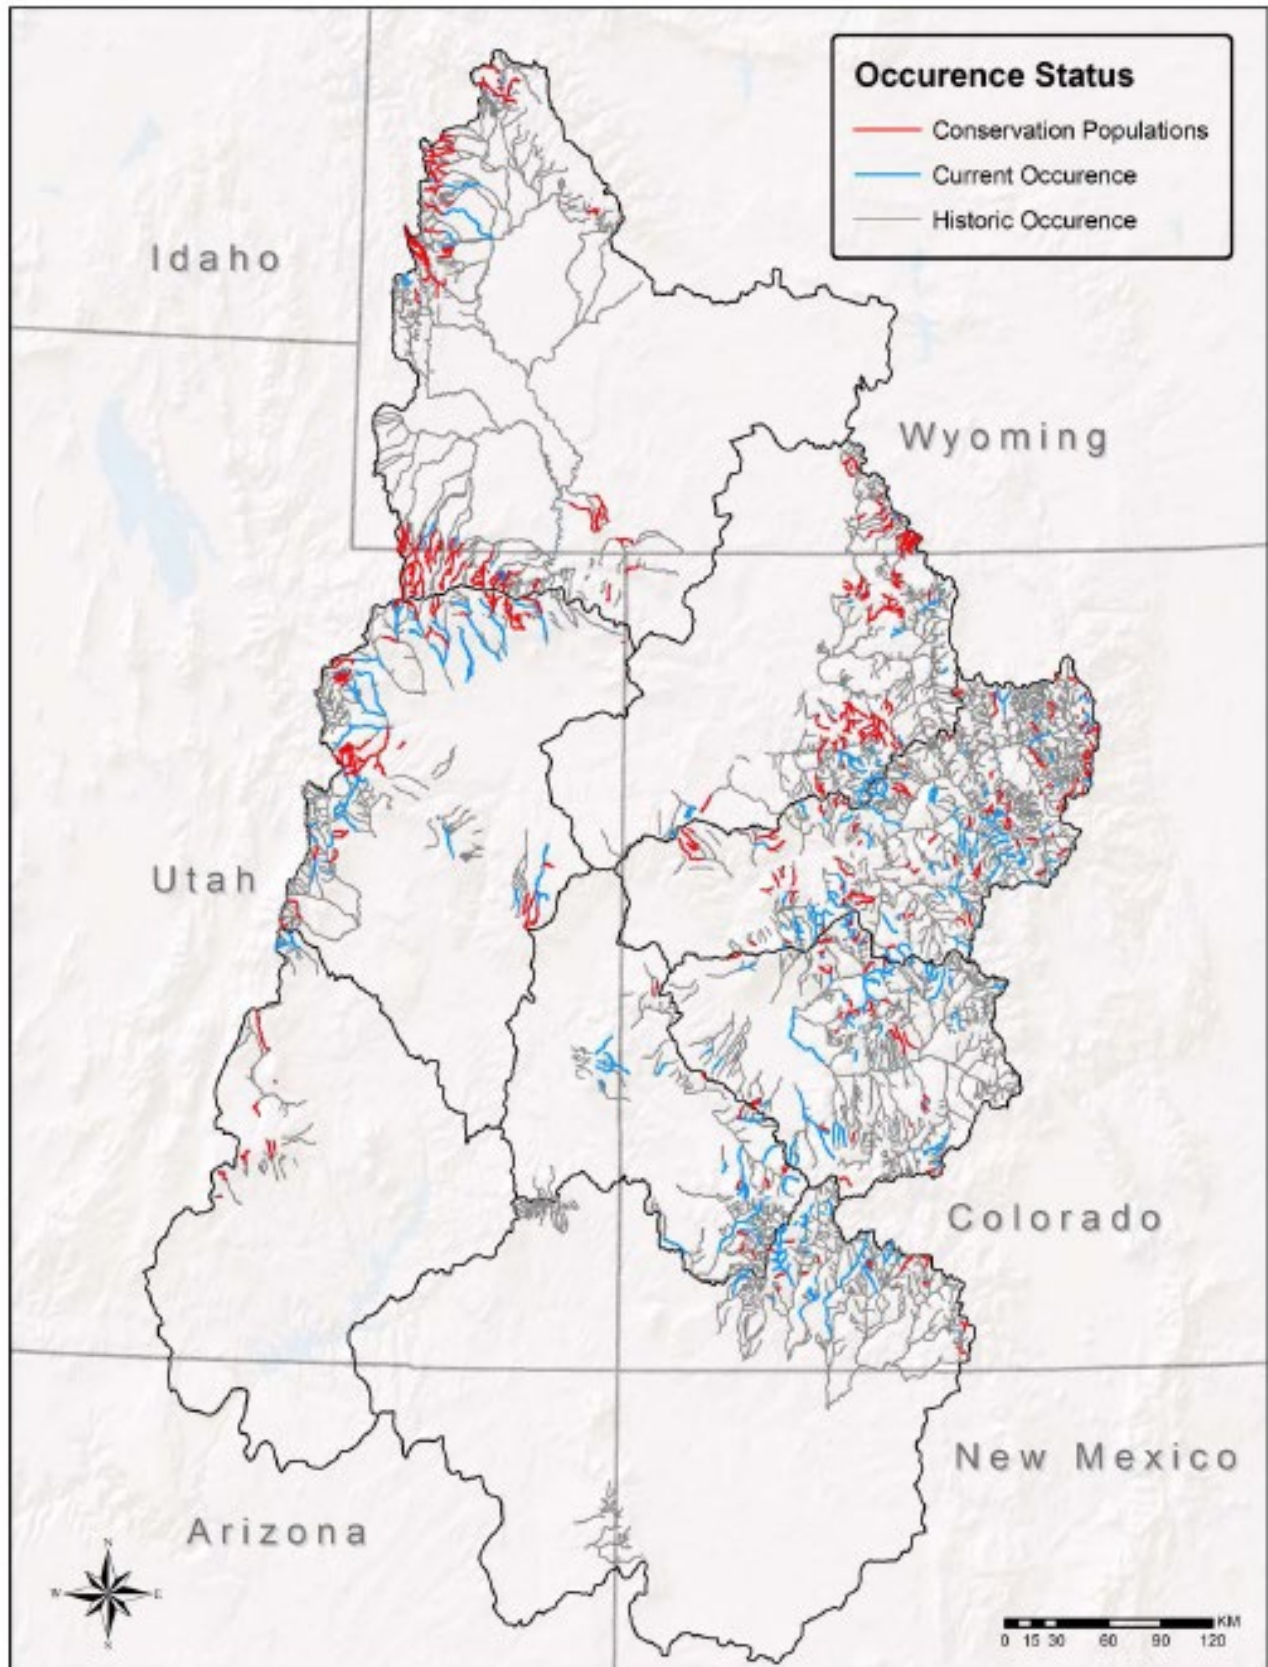 Occurence Status
Conservation Populations
Current Occurence
Historic Occurence
Idaho
Wyoming
Utah
Colorado
New Mexico
Arizona
N
W E
S
KM
0 15 30 60 90 120